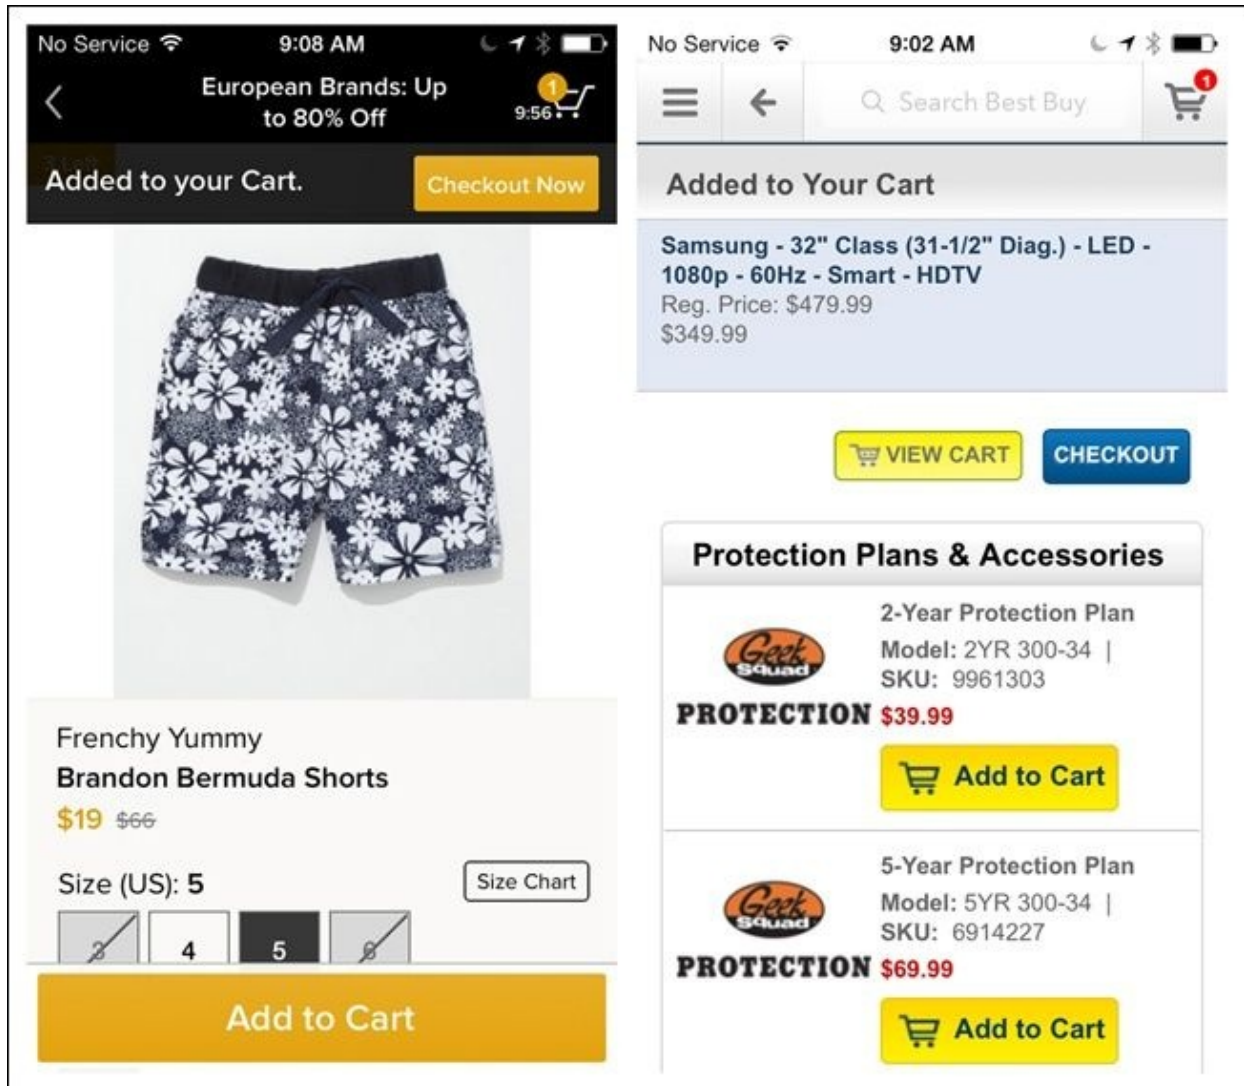 No Service
9:08 AM
European Brands: Up
to 80% Off
1
9:56
Added to your Cart.
Checkout Now
Frenchy Yummy
Brandon Bermuda Shorts
$19 $66
Size (US): 5
Size Chart
3 4 5 6
Add to Cart
No Service
9:02 AM
Search Best Buy
1
Added to Your Cart
Samsung - 32" Class (31-1/2" Diag.) - LED -
1080p - 60Hz - Smart - HDTV
Reg. Price: $479.99
$349.99
VIEW CART
CHECKOUT
Protection Plans & Accessories
Geek
Squad
PROTECTION
2-Year Protection Plan
Model: 2YR 300-34 |
SKU: 9961303
$39.99
Add to Cart
Geek
Squad
PROTECTION
5-Year Protection Plan
Model: 5YR 300-34 |
SKU: 6914227
$69.99
Add to Cart